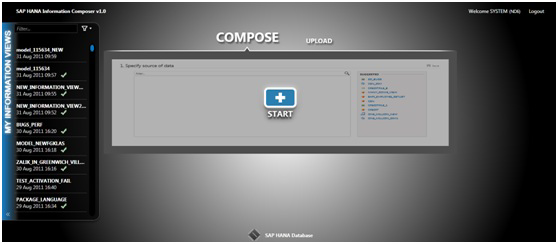 SAP HANA Information Composer v1.0
Welcome SYSTEM (NDB)
Logout
MY INFORMATION VIEWS
Filter...
model_115634_NEW
31 Aug 2011 09:59
model_115634
31 Aug 2011 09:57
NEW_INFORMATION_VIEW...
31 Aug 2011 09:55
NEW_INFORMATION_VIEW2...
31 Aug 2011 09:52
BUGS_PERF
30 Aug 2011 16:20
MODEL_NEWFGKLAS
30 Aug 2011 16:18
ZALIK_IN_GREENWICH_VILL...
30 Aug 2011 16:16
TEST_ACTIVATION_FAIL
29 Aug 2011 16:40
PACKAGE_LANGUAGE
29 Aug 2011 16:34
COMPOSE
UPLOAD
1. Specify source of data
START
SAP HANA Database